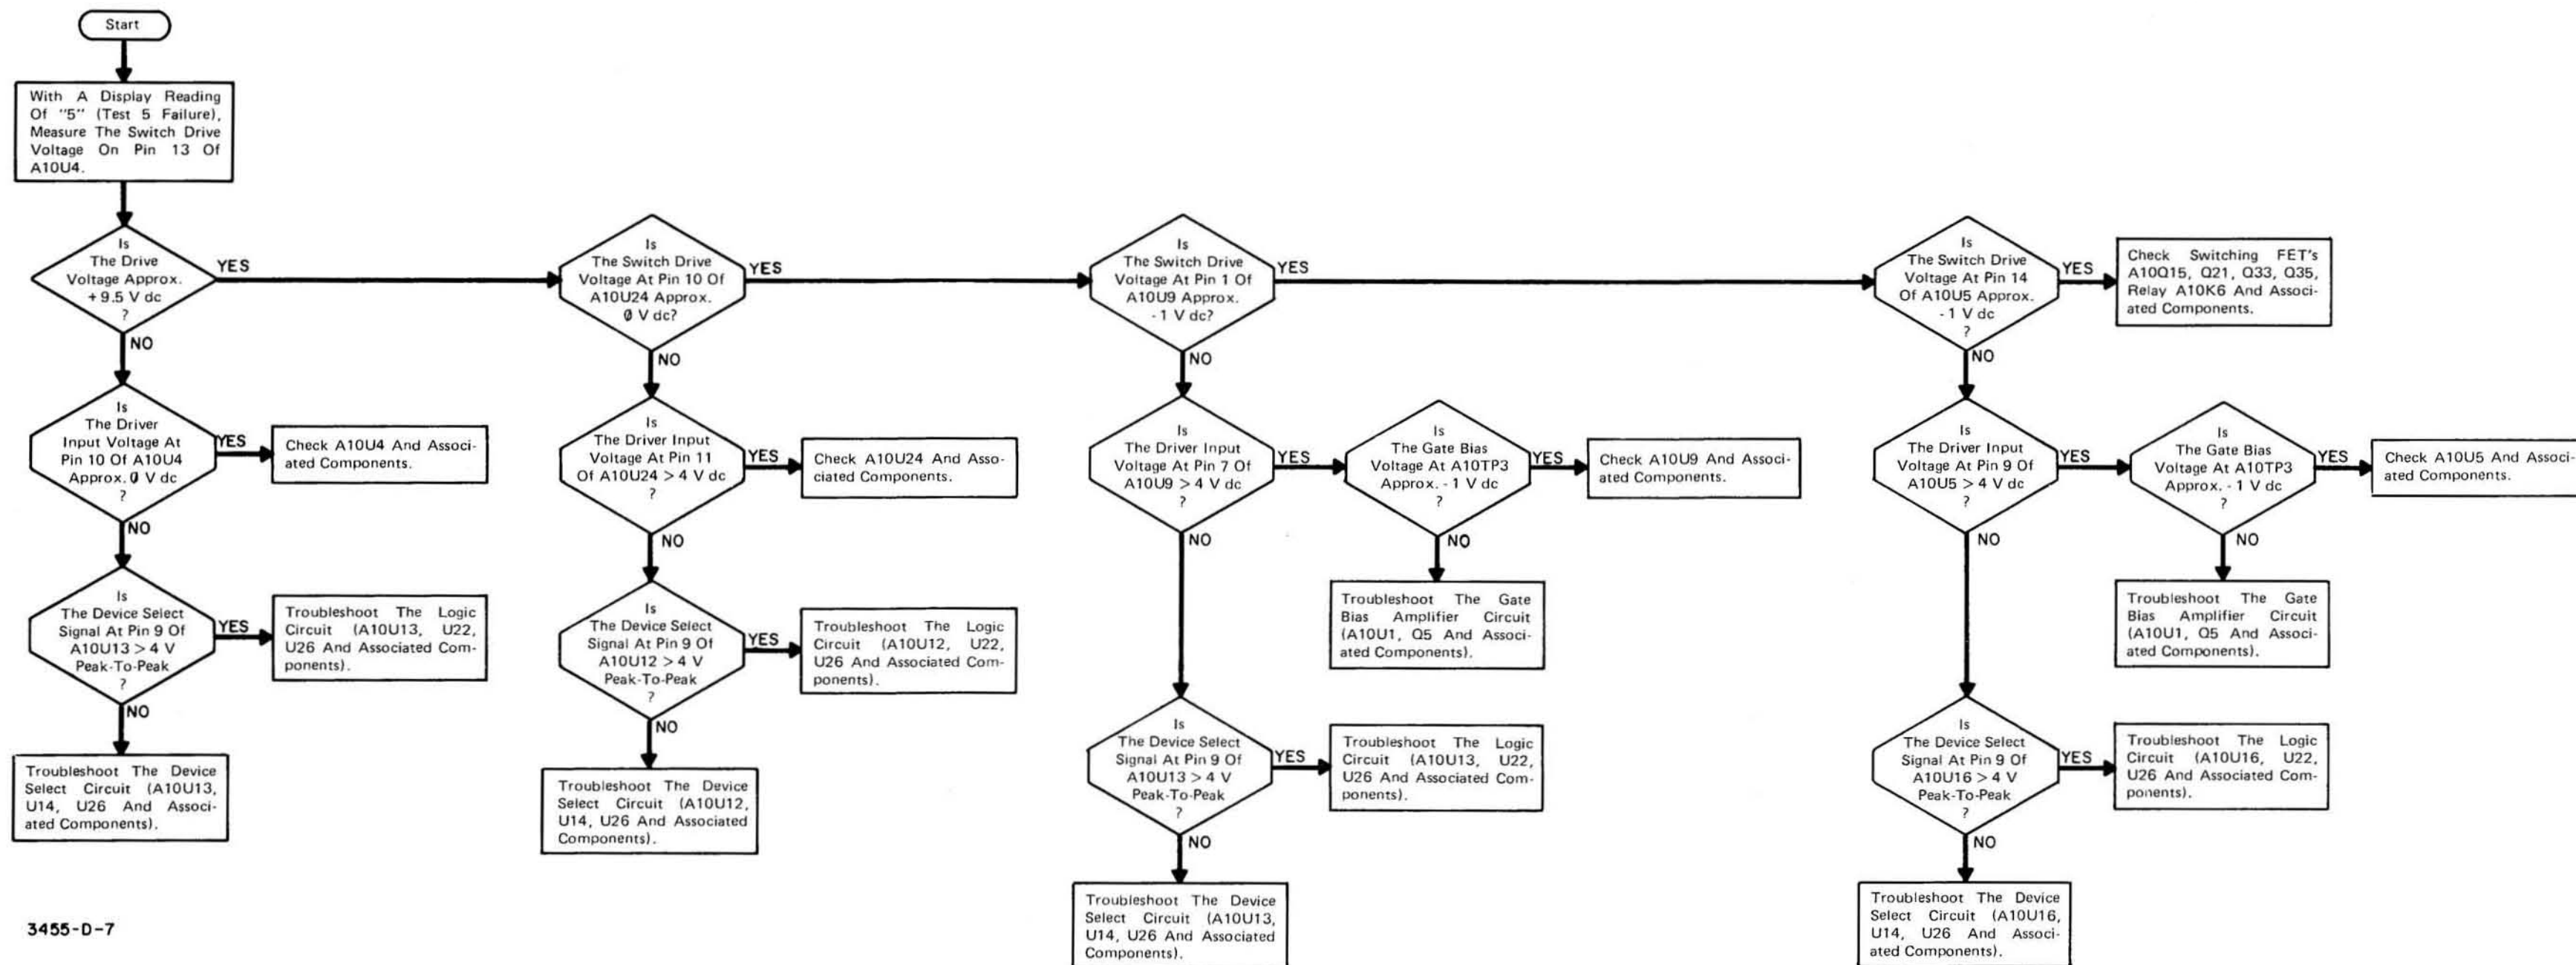 Start
With A Display Reading
Of "5" (Test 5 Failure),
Measure The Switch Drive
Voltage On Pin 13 Of
A10U4.
Is
The Drive
Voltage Approx.
+ 9.5 V dc
?
YES
NO
Is
The Driver
Input Voltage At
Pin 10 Of A10U4
Approx. 0 V dc
?
YES
Check A10U4 And Associ-
ated Components.
NO
Is
The Device Select
Signal At Pin 9 Of
A10U13 > 4 V
Peak-To-Peak
?
YES
Troubleshoot The Logic
Circuit (A10U13, U22,
U26 And Associated Com-
ponents).
NO
Troubleshoot The Device
Select Circuit (A10U13,
U14, U26 And Associ-
ated Components).
Is
The Switch Drive
Voltage At Pin 10 Of
A10U24 Approx.
0 V dc?
YES
NO
Is
The Driver Input
Voltage At Pin 11
Of A10U24 > 4 V dc
?
YES
Check A10U24 And Asso-
ciated Components.
NO
Is
The Device Select
Signal At Pin 9 Of
A10U12 > 4 V
Peak-To-Peak
?
YES
Troubleshoot The Logic
Circuit (A10U12, U22,
U26 And Associated Com-
ponents).
NO
Troubleshoot The Device
Select Circuit (A10U12,
U14, U26 And Associated
Components).
Is
The Switch Drive
Voltage At Pin 1 Of
A10U9 Approx.
- 1 V dc?
YES
NO
Is
The Driver Input
Voltage At Pin 7 Of
A10U9 > 4 V dc
?
YES
Is
The Gate Bias
Voltage At A10TP3
Approx. - 1 V dc
?
YES
Check A10U9 And Associ-
ated Components.
NO
Troubleshoot The Gate
Bias Amplifier Circuit
(A10U1, Q5 And Associ-
ated Components).
NO
Is
The Device Select
Signal At Pin 9 Of
A10U13 > 4 V
Peak-To-Peak
?
YES
Troubleshoot The Logic
Circuit (A10U13, U22,
U26 And Associated Com-
ponents).
NO
Troubleshoot The Device
Select Circuit (A10U13,
U14, U26 And Associated
Components).
Is
The Switch Drive
Voltage At Pin 14
Of A10U5 Approx.
- 1 V dc
?
YES
Check Switching FET's
A10Q15, Q21, Q33, Q35,
Relay A10K6 And Associ-
ated Components.
NO
Is
The Driver Input
Voltage At Pin 9 Of
A10U5 > 4 V dc
?
YES
Is
The Gate Bias
Voltage At A10TP3
Approx. - 1 V dc
?
YES
Check A10U5 And Associ-
ated Components.
NO
Troubleshoot The Gate
Bias Amplifier Circuit
(A10U1, Q5 And Associ-
ated Components).
NO
Is
The Device Select
Signal At Pin 9 Of
A10U16 > 4 V
Peak-To-Peak
?
YES
Troubleshoot The Logic
Circuit (A10U16, U22,
U26 And Associated Com-
ponents).
NO
Troubleshoot The Device
Select Circuit (A10U16,
U14, U26 And Associ-
ated Components).
3455-D-7